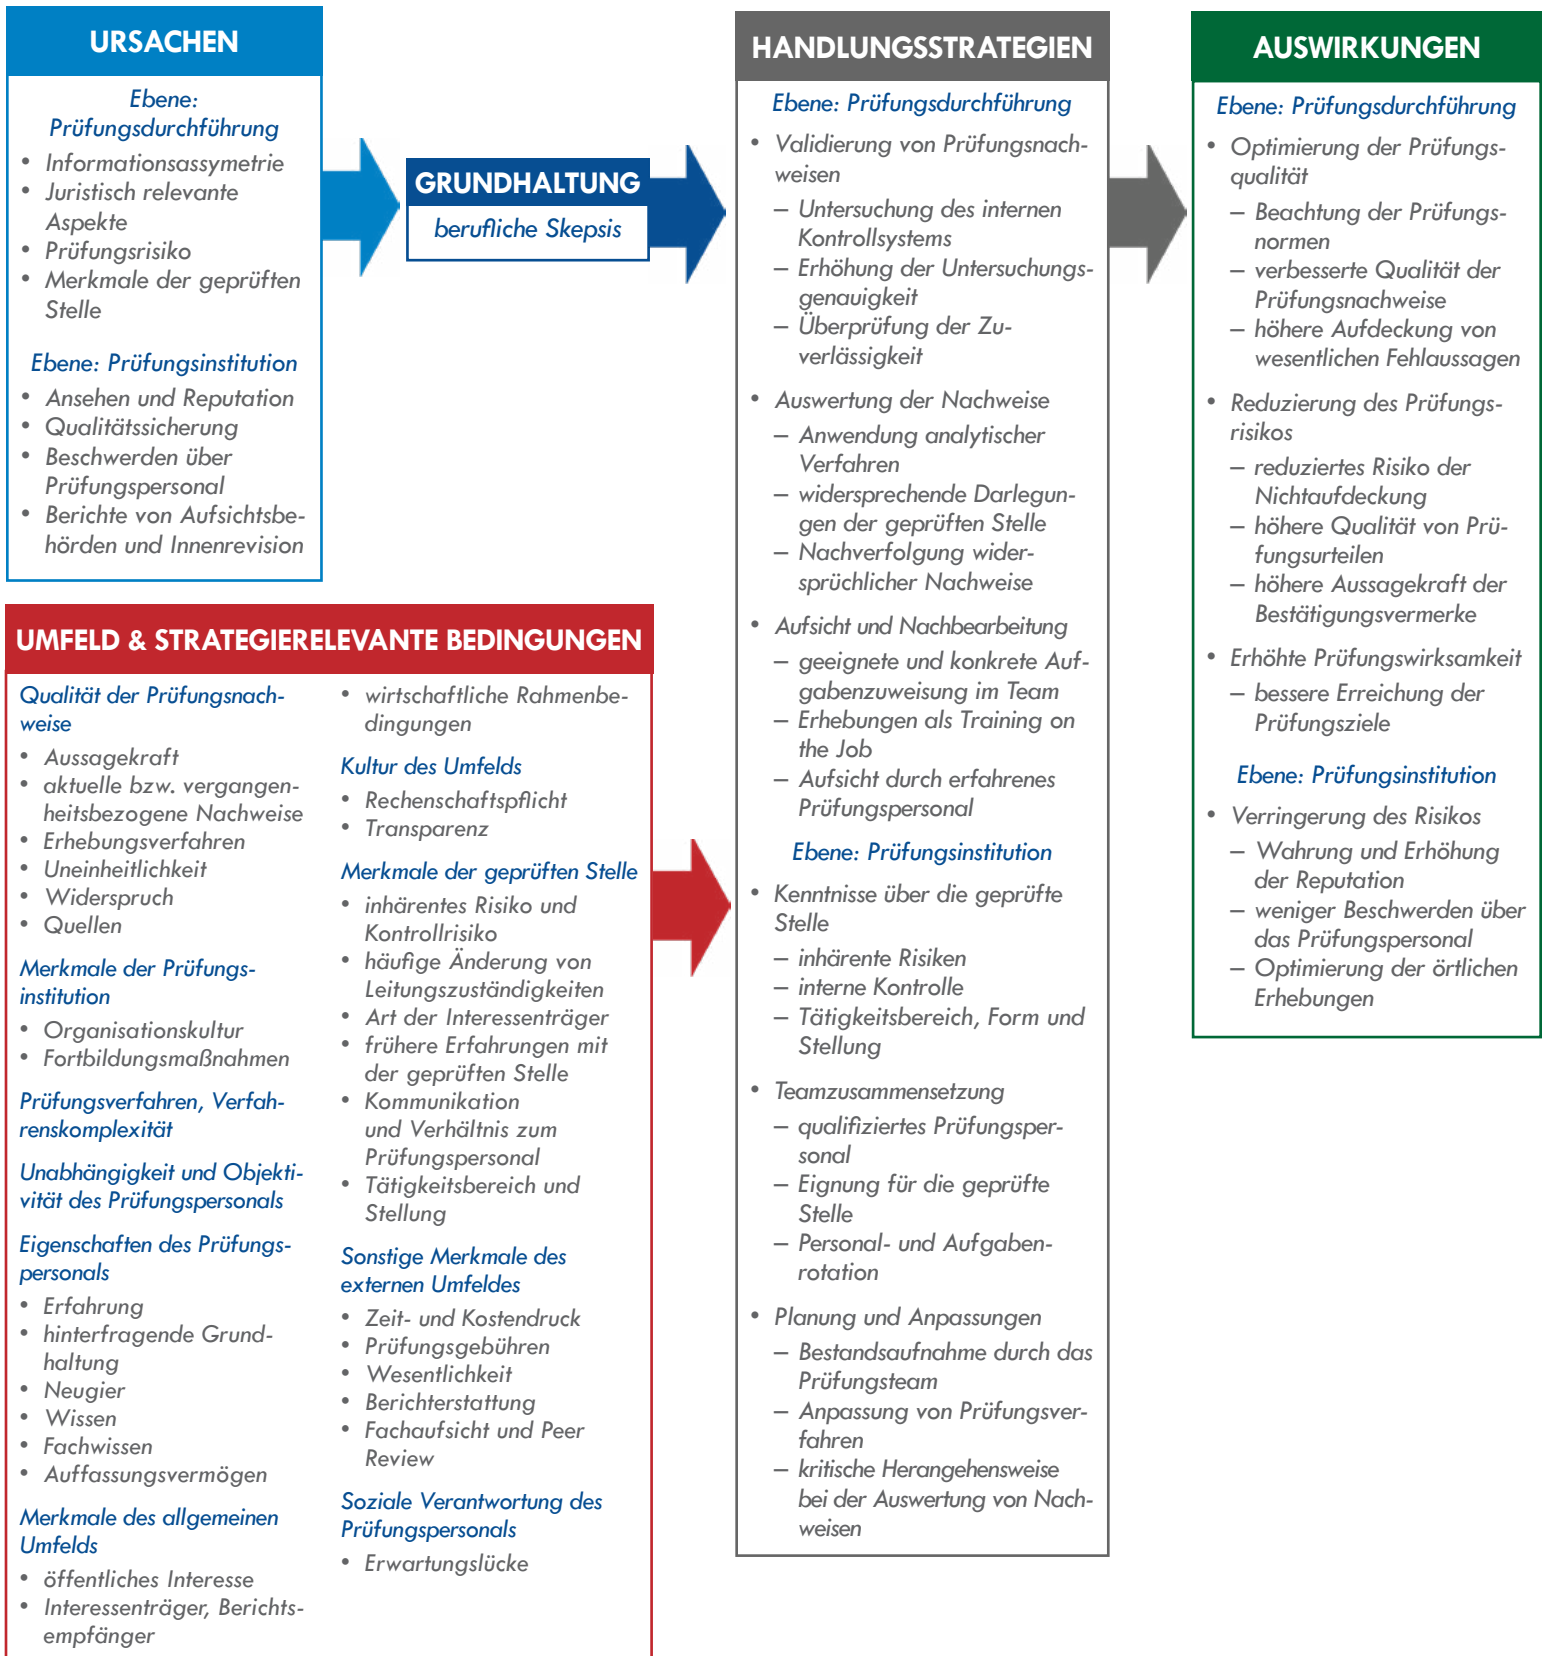 URSACHEN
Ebene:
Prüfungsdurchführung
• Informationsassymetrie
• Juristisch relevante
Aspekte
• Prüfungsrisiko
• Merkmale der geprüften
Stelle
Ebene: Prüfungsinstitution
• Ansehen und Reputation
• Qualitätssicherung
• Beschwerden über
Prüfungspersonal
• Berichte von Aufsichtsbe-
hörden und Innenrevision
GRUNDHALTUNG
berufliche Skepsis
UMFELD & STRATEGIERELEVANTE BEDINGUNGEN
Qualität der Prüfungsnach-
weise
• Aussagekraft
• aktuelle bzw. vergangen-
heitsbezogene Nachweise
• Erhebungsverfahren
• Uneinheitlichkeit
• Widerspruch
• Quellen
Merkmale der Prüfungs-
institution
• Organisationskultur
• Fortbildungsmaßnahmen
Prüfungsverfahren, Verfah-
renskomplexität
Unabhängigkeit und Objekti-
vität des Prüfungspersonals
Eigenschaften des Prüfungs-
personals
• Erfahrung
• hinterfragende Grund-
haltung
• Neugier
• Wissen
• Fachwissen
• Auffassungsvermögen
Merkmale des allgemeinen
Umfelds
• öffentliches Interesse
• Interessenträger, Berichts-
empfänger
• wirtschaftliche Rahmenbe-
dingungen
Kultur des Umfelds
• Rechenschaftspflicht
• Transparenz
Merkmale der geprüften Stelle
• inhärentes Risiko und
Kontrollrisiko
• häufige Änderung von
Leitungszuständigkeiten
• Art der Interessenträger
• frühere Erfahrungen mit
der geprüften Stelle
• Kommunikation
und Verhältnis zum
Prüfungspersonal
• Tätigkeitsbereich und
Stellung
Sonstige Merkmale des
externen Umfeldes
• Zeit- und Kostendruck
• Prüfungsgebühren
• Wesentlichkeit
• Berichterstattung
• Fachaufsicht und Peer
Review
Soziale Verantwortung des
Prüfungspersonals
• Erwartungslücke
HANDLUNGSSTRATEGIEN
Ebene: Prüfungsdurchführung
• Validierung von Prüfungsnach-
weisen
– Untersuchung des internen
Kontrollsystems
– Erhöhung der Untersuchungs-
genauigkeit
– Überprüfung der Zu-
verlässigkeit
• Auswertung der Nachweise
– Anwendung analytischer
Verfahren
– widersprechende Darlegun-
gen der geprüften Stelle
– Nachverfolgung wider-
sprüchlicher Nachweise
• Aufsicht und Nachbearbeitung
– geeignete und konkrete Auf-
gabenzuweisung im Team
– Erhebungen als Training on
the Job
– Aufsicht durch erfahrenes
Prüfungspersonal
Ebene: Prüfungsinstitution
• Kenntnisse über die geprüfte
Stelle
– inhärente Risiken
– interne Kontrolle
– Tätigkeitsbereich, Form und
Stellung
• Teamzusammensetzung
– qualifiziertes Prüfungsper-
sonal
– Eignung für die geprüfte
Stelle
– Personal- und Aufgaben-
rotation
• Planung und Anpassungen
– Bestandsaufnahme durch das
Prüfungsteam
– Anpassung von Prüfungsver-
fahren
– kritische Herangehensweise
bei der Auswertung von Nach-
weisen
AUSWIRKUNGEN
Ebene: Prüfungsdurchführung
• Optimierung der Prüfungs-
qualität
– Beachtung der Prüfungs-
normen
– verbesserte Qualität der
Prüfungsnachweise
– höhere Aufdeckung von
wesentlichen Fehlaussagen
• Reduzierung des Prüfungs-
risikos
– reduziertes Risiko der
Nichtaufdeckung
– höhere Qualität von Prü-
fungsurteilen
– höhere Aussagekraft der
Bestätigungsvermerke
• Erhöhte Prüfungswirksamkeit
– bessere Erreichung der
Prüfungsziele
Ebene: Prüfungsinstitution
• Verringerung des Risikos
– Wahrung und Erhöhung
der Reputation
– weniger Beschwerden über
das Prüfungspersonal
– Optimierung der örtlichen
Erhebungen